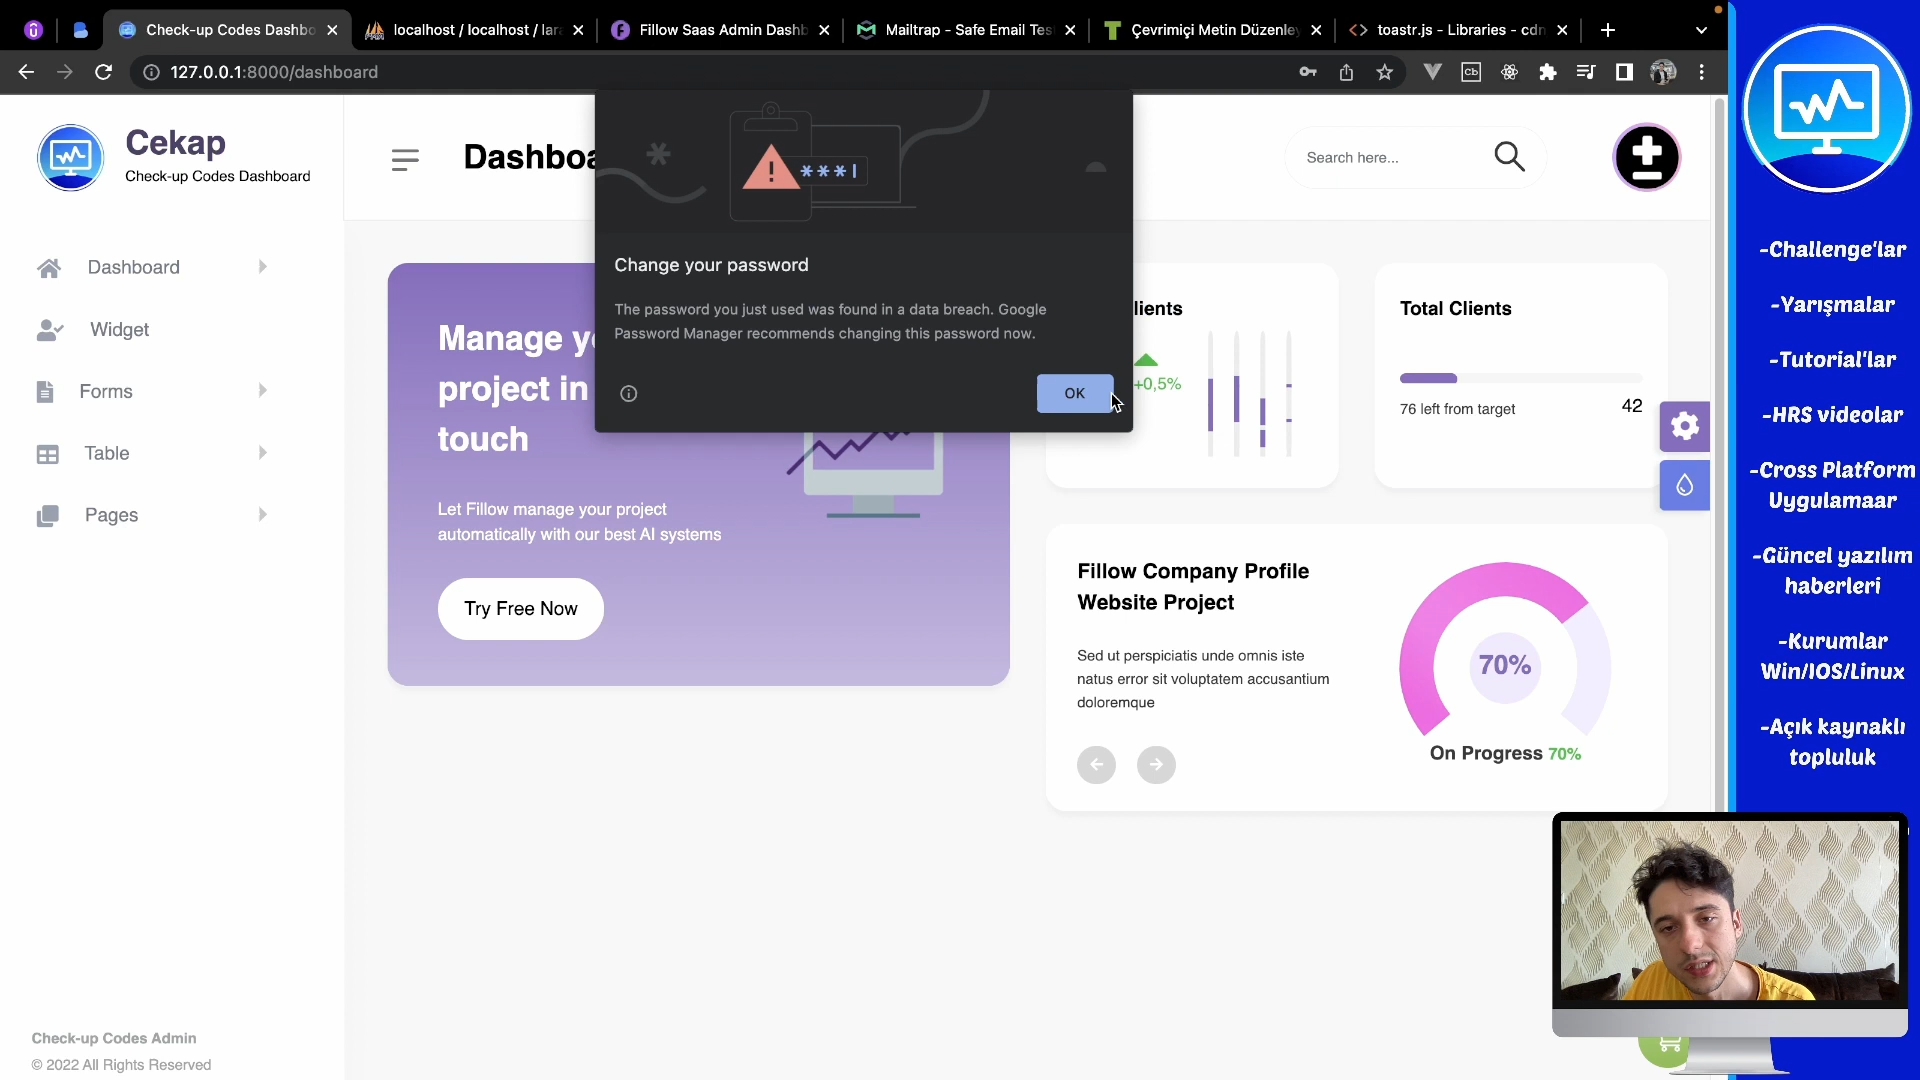 Check-up Codes Dashbo
localhost / localhost / lar
Fillow Saas Admin Dashb
Mailtrap - Safe Email Tes
Çevrimiçi Metin Düzenley
toastr.js - Libraries - cdn
127.0.0.1:8000/dashboard
Cekap
Check-up Codes Dashboard
Dashboa
Search here...
Dashboard
Widget
Forms
Table
Pages
Change your password
The password you just used was found in a data breach. Google
Password Manager recommends changing this password now.
OK
Manage yo
project in
touch
Let Fillow manage your project
automatically with our best AI systems
Try Free Now
lients
+0,5%
Total Clients
76 left from target
42
Fillow Company Profile
Website Project
Sed ut perspiciatis unde omnis iste
natus error sit voluptatem accusantium
doloremque
70%
On Progress 70%
-Challenge'lar
-Yarışmalar
-Tutorial'lar
-HRS videolar
-Cross Platform
Uygulamaar
-Güncel yazılım
haberleri
-Kurumlar
Win/IOS/Linux
-Açık kaynaklı
topluluk
Check-up Codes Admin
© 2022 All Rights Reserved